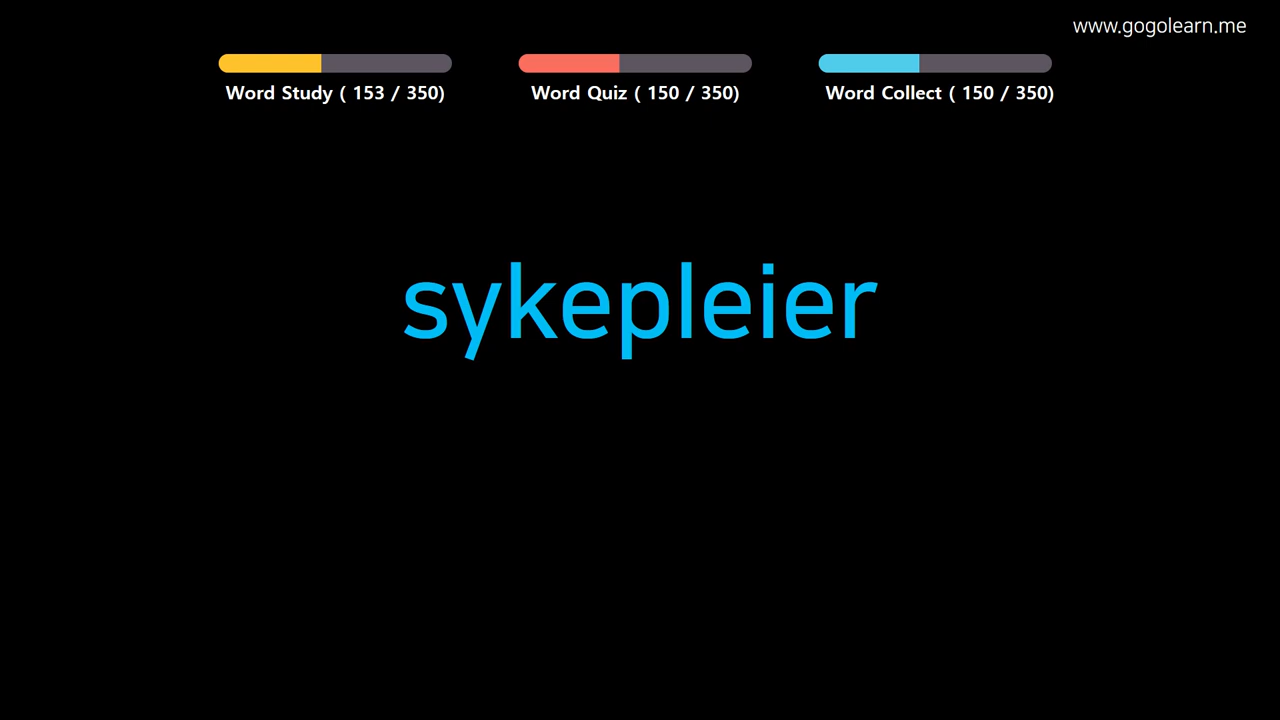 www.gogolearn.me
Word Study ( 153 / 350)
Word Quiz ( 150 / 350)
Word Collect ( 150 / 350)
sykepleier